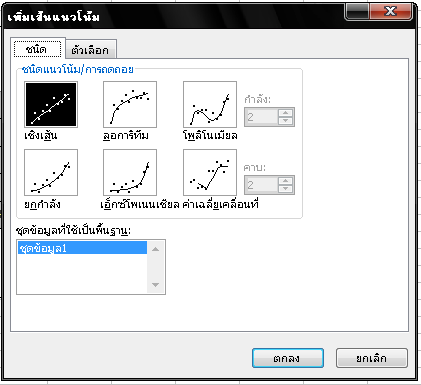 เพิ่มเส้นแนวโน้ม
ชนิด ตัวเลือก
ชนิดแนวโน้ม/การถดถอย
กำลัง:
2
เชิงเส้น ลอการิทึม โพลิโนเมียล
คาบ:
2
ยกกำลัง เอ็กซ์โพเนนเชียล ค่าเฉลี่ยเคลื่อนที่
ชุดข้อมูลที่ใช้เป็นพื้นฐาน:
ชุดข้อมูล1
ตกลง ยกเลิก